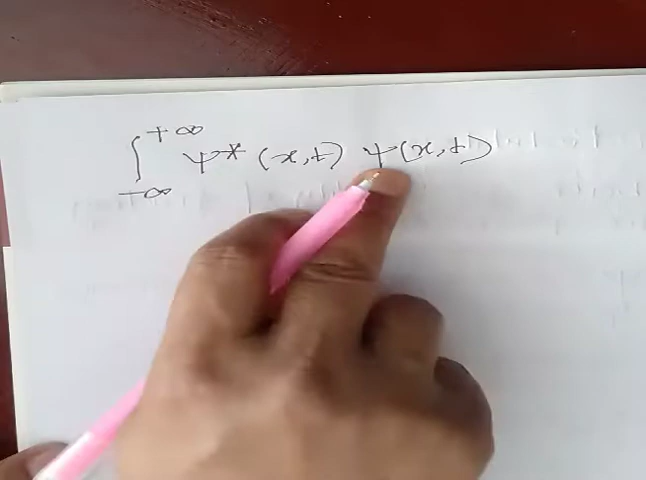 ∫_{-∞}^{+∞} ψ* (x,t) ψ(x,t)